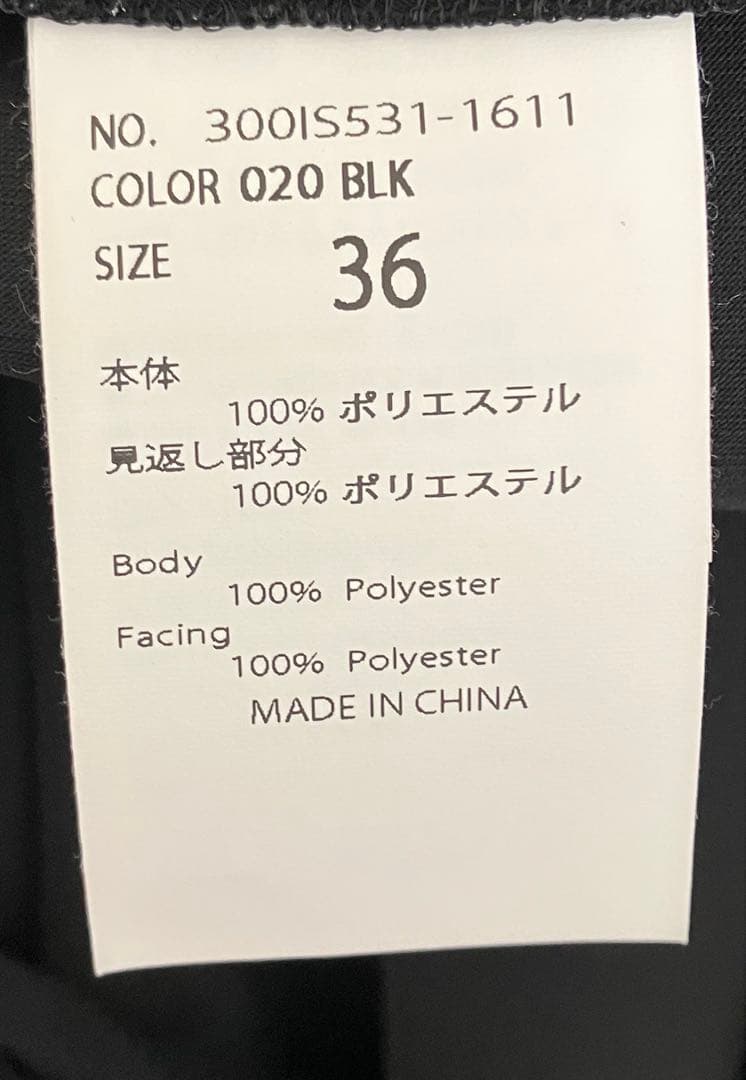 NO. 300IS531-1611
COLOR 020 BLK
SIZE 36
本体
100% ポリエステル
見返し部分
100% ポリエステル
Body
100% Polyester
Facing
100% Polyester
MADE IN CHINA